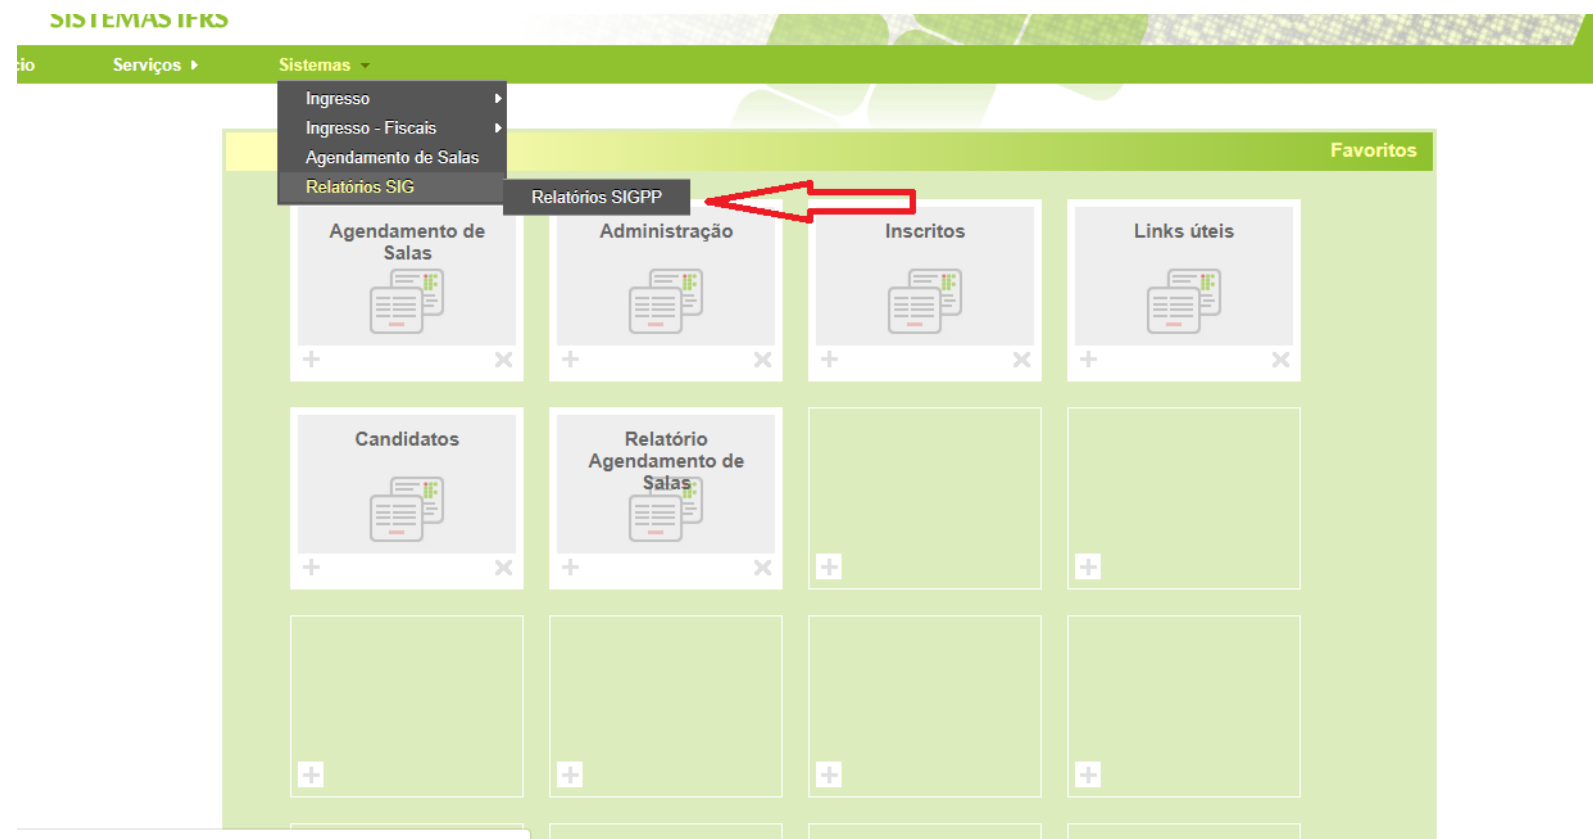 SISTEMAS IFRS
cio
Serviços
Sistemas
Ingresso
Ingresso - Fiscais
Agendamento de Salas
Relatórios SIG
Relatórios SIGPP
Favoritos
Agendamento de
Salas
Administração
Inscritos
Links úteis
Candidatos
Relatório
Agendamento de
Salas